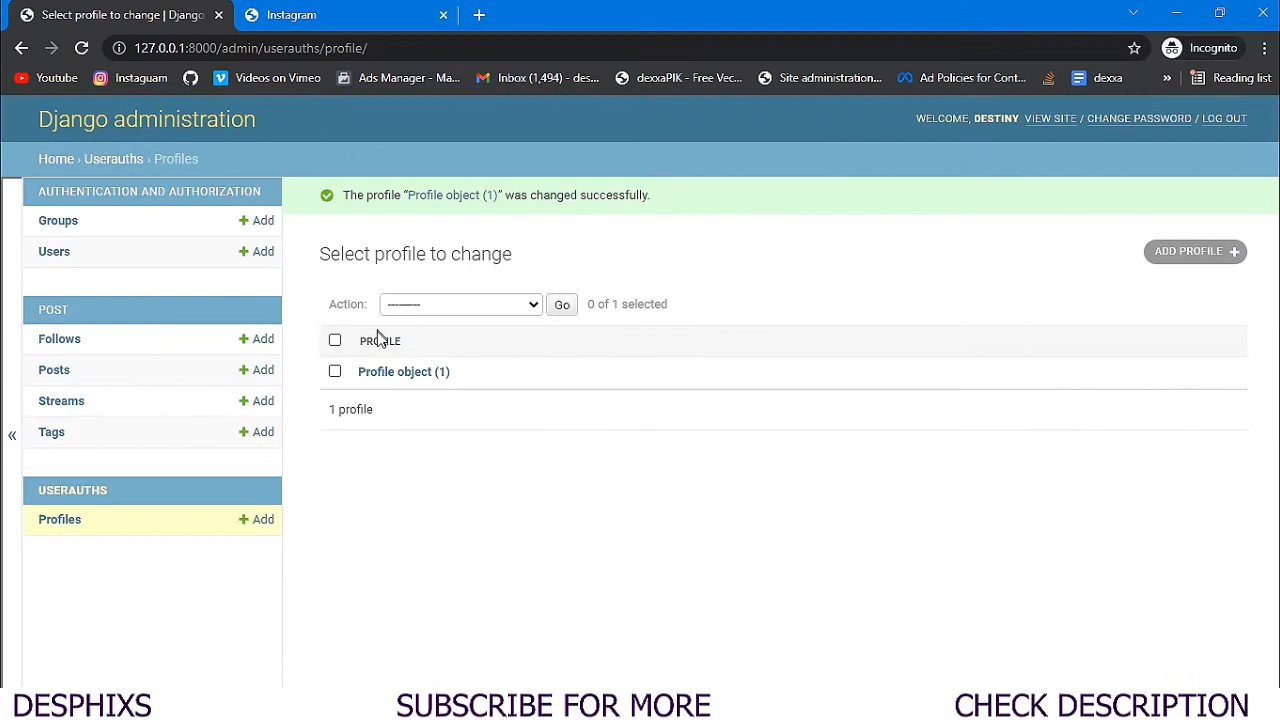 Select profile to change | Django
Instagram
127.0.0.1:8000/admin/userauths/profile/
Incognito
Youtube
Instaguam
Videos on Vimeo
Ads Manager - Ma...
Inbox (1,494) - des...
dexxaPIK - Free Vec...
Site administration...
Ad Policies for Cont...
dexxa
»
Reading list
Django administration
WELCOME, DESTINY. VIEW SITE / CHANGE PASSWORD / LOG OUT
Home › Userauths › Profiles
AUTHENTICATION AND AUTHORIZATION
Groups + Add
Users + Add
POST
Follows + Add
Posts + Add
Streams + Add
Tags + Add
USERAUTHS
Profiles + Add
«
The profile “Profile object (1)” was changed successfully.
Select profile to change
ADD PROFILE +
Action: --------- Go 0 of 1 selected
PROFILE
Profile object (1)
1 profile
DESPHIXS
SUBSCRIBE FOR MORE
CHECK DESCRIPTION